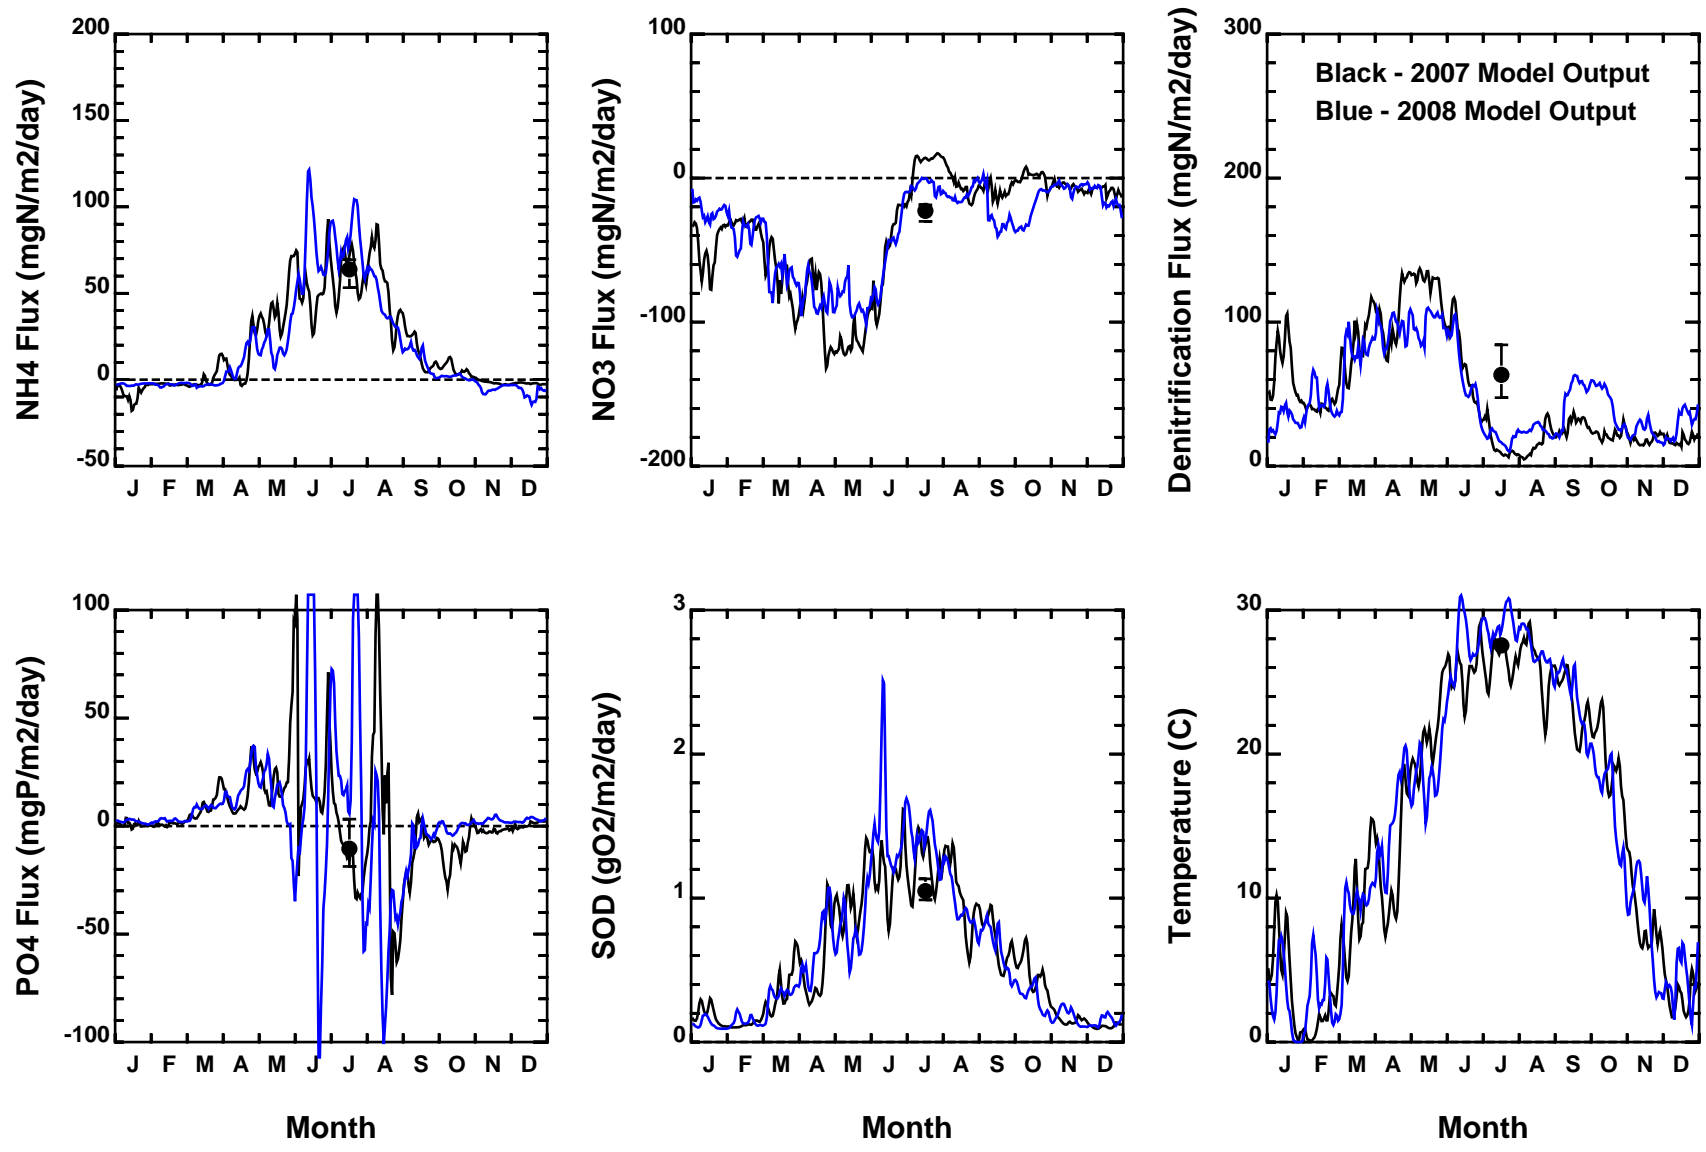 NH4 Flux (mgN/m2/day)
200
150
100
50
0
-50
J F M A M J J A S O N D
NO3 Flux (mgN/m2/day)
100
0
-100
-200
J F M A M J J A S O N D
Denitrification Flux (mgN/m2/day)
300
200
100
0
Black - 2007 Model Output
Blue - 2008 Model Output
J F M A M J J A S O N D
PO4 Flux (mgP/m2/day)
100
50
0
-50
-100
J F M A M J J A S O N D
Month
SOD (gO2/m2/day)
3
2
1
0
J F M A M J J A S O N D
Month
Temperature (C)
30
20
10
0
J F M A M J J A S O N D
Month